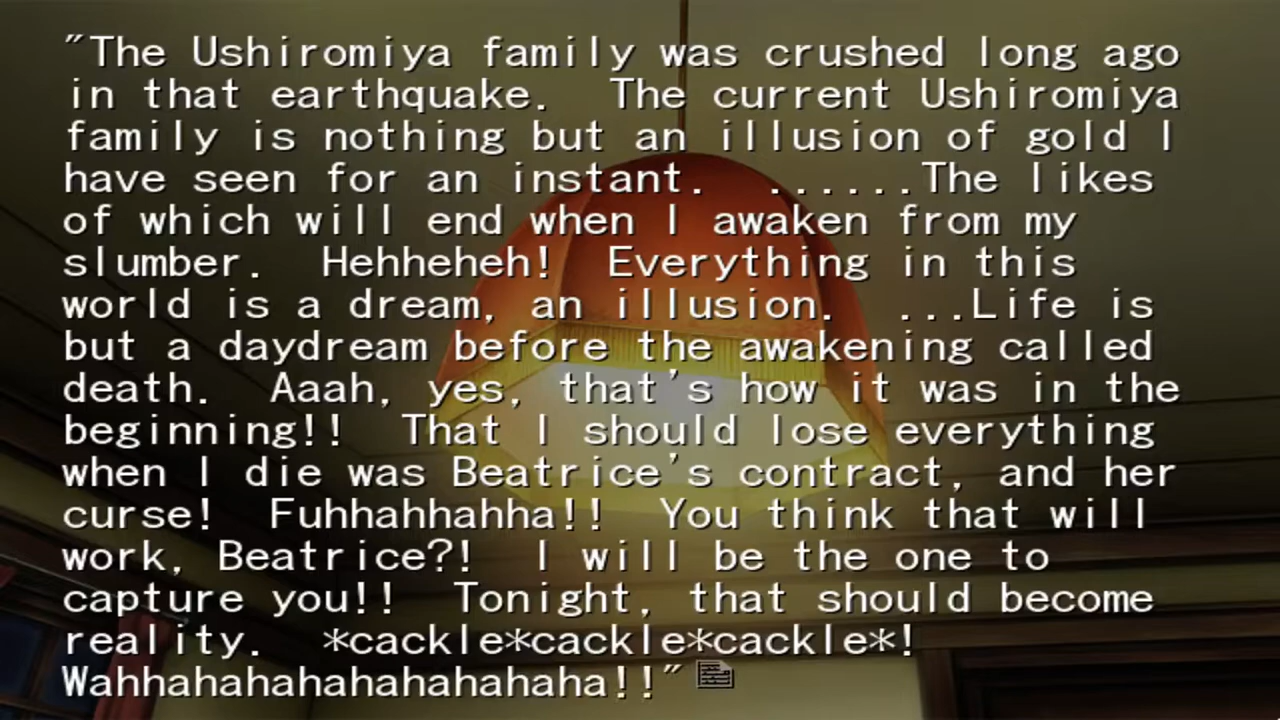 "The Ushiromiya family was crushed long ago
in that earthquake.  The current Ushiromiya
family is nothing but an illusion of gold I
have seen for an instant.  ......The likes
of which will end when I awaken from my
slumber.  Hehheheh!  Everything in this
world is a dream, an illusion.  ...Life is
but a daydream before the awakening called
death.  Aaah, yes, that's how it was in the
beginning!!  That I should lose everything
when I die was Beatrice's contract, and her
curse!  Fuhhahhahha!!  You think that will
work, Beatrice?!  I will be the one to
capture you!!  Tonight, that should become
reality.  *cackle*cackle*cackle*!
Wahhahahahahahahahaha!!"